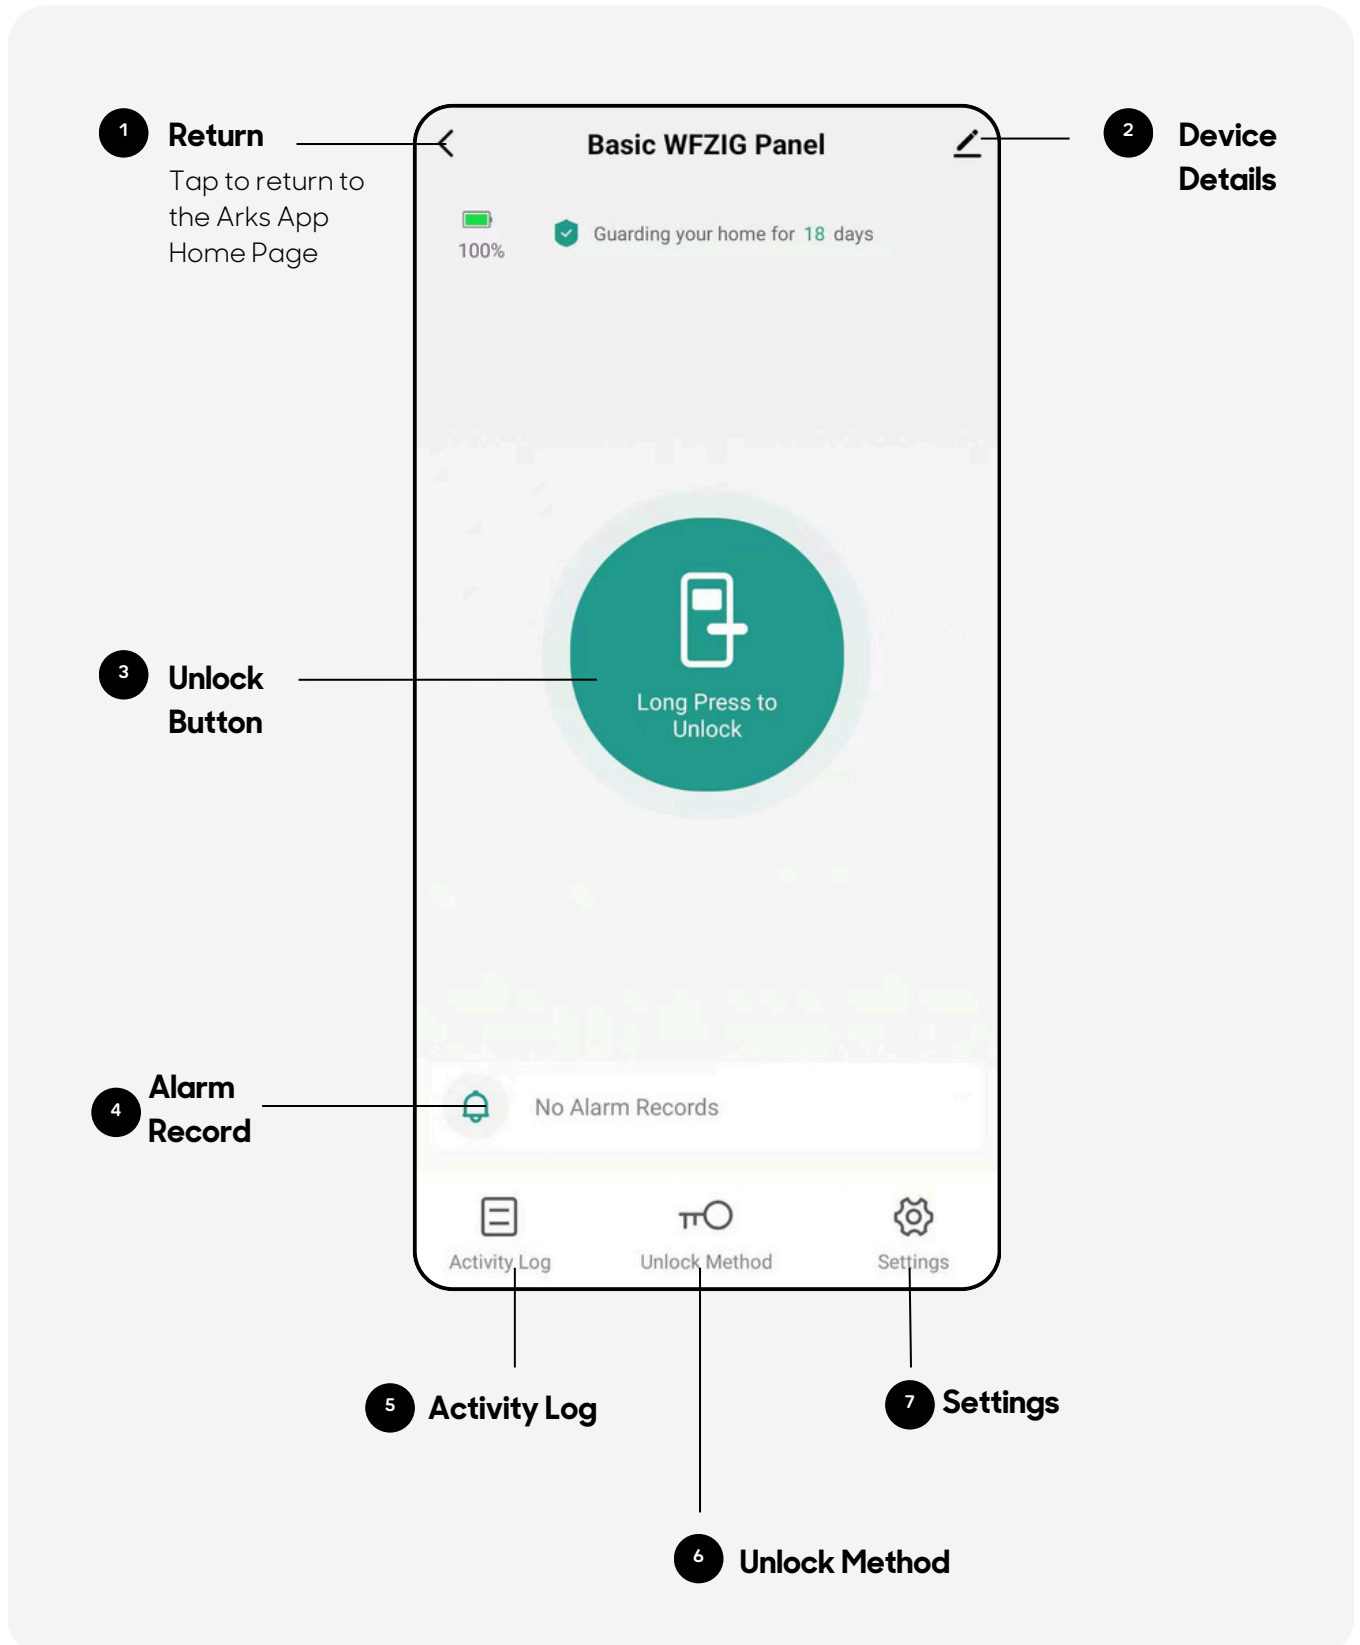 1 Return
Tap to return to
the Arks App
Home Page
Basic WFZIG Panel
2 Device
Details
100%
Guarding your home for 18 days
3 Unlock
Button
Long Press to
Unlock
4 Alarm
Record
No Alarm Records
Activity Log
Unlock Method
Settings
5 Activity Log
7 Settings
6 Unlock Method